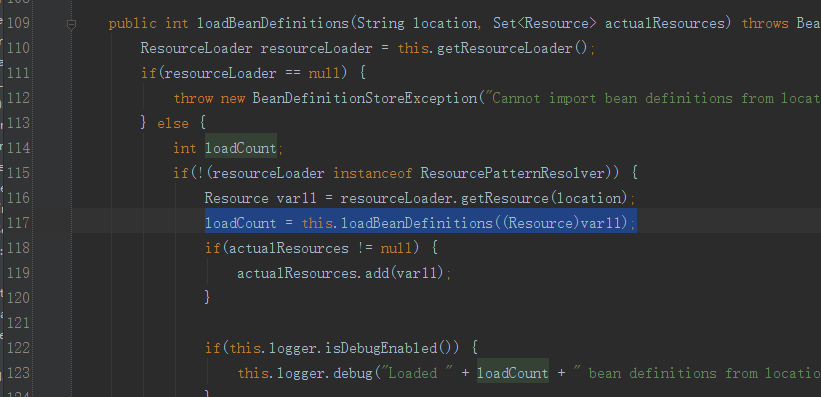 109 public int loadBeanDefinitions(String location, Set<Resource> actualResources) throws Bea
110 ResourceLoader resourceLoader = this.getResourceLoader();
111 if(resourceLoader == null) {
112 throw new BeanDefinitionStoreException("Cannot import bean definitions from locat
113 } else {
114 int loadCount;
115 if(!(resourceLoader instanceof ResourcePatternResolver)) {
116 Resource var11 = resourceLoader.getResource(location);
117 loadCount = this.loadBeanDefinitions((Resource)var11);
118 if(actualResources != null) {
119 actualResources.add(var11);
120 }
121
122 if(this.logger.isDebugEnabled()) {
123 this.logger.debug("Loaded " + loadCount + " bean definitions from locatio